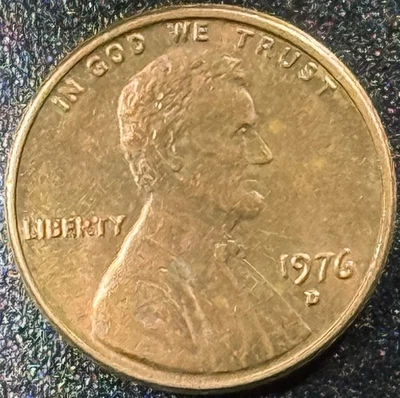 IN GOD WE TRUST
LIBERTY
1976
D